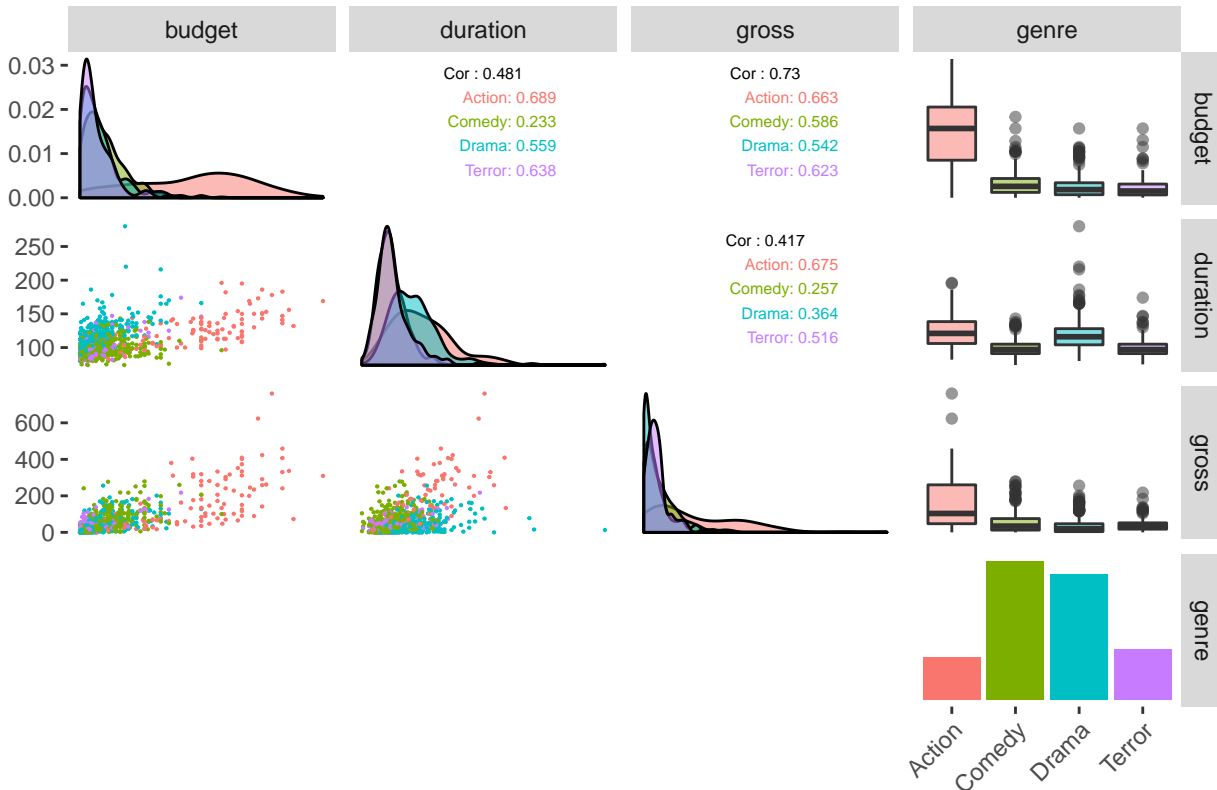 budget
duration
gross
genre
0.03
0.02
0.01
0.00
Cor : 0.481
Action: 0.689
Comedy: 0.233
Drama: 0.559
Terror: 0.638
Cor : 0.73
Action: 0.663
Comedy: 0.586
Drama: 0.542
Terror: 0.623
budget
250
200
150
100
Cor : 0.417
Action: 0.675
Comedy: 0.257
Drama: 0.364
Terror: 0.516
duration
600
400
200
0
gross
genre
Action
Comedy
Drama
Terror